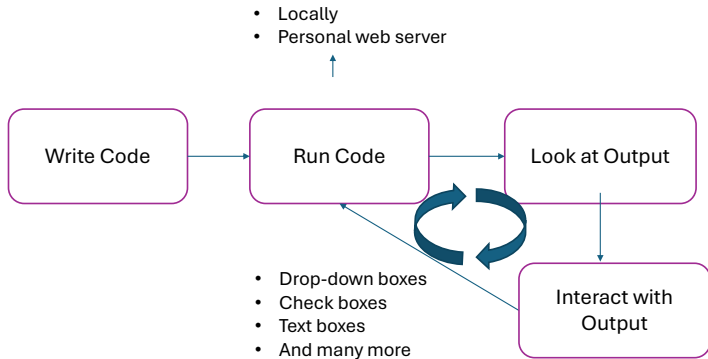 • Locally
• Personal web server
Write Code
Run Code
Look at Output
• Drop-down boxes
• Check boxes
• Text boxes
• And many more
Interact with
Output